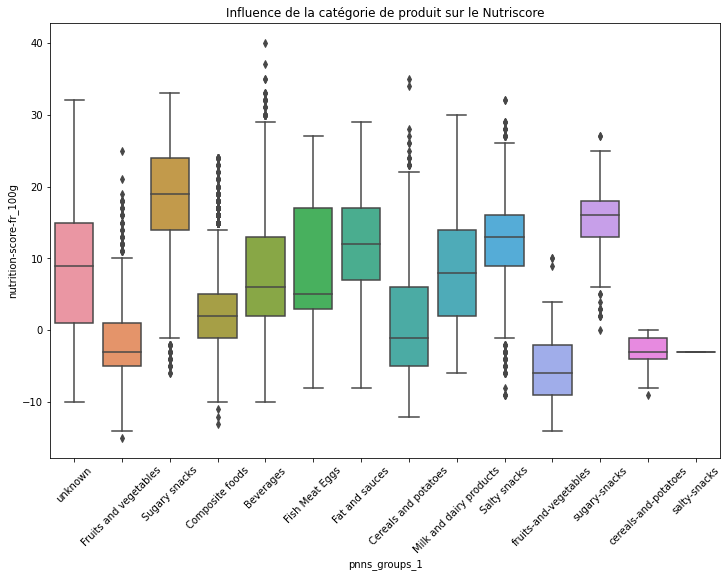 Influence de la catégorie de produit sur le Nutriscore
nutrition-score-fr_100g
40
30
20
10
0
−10
unknown
Fruits and vegetables
Sugary snacks
Composite foods
Beverages
Fish Meat Eggs
Fat and sauces
Cereals and potatoes
Milk and dairy products
Salty snacks
fruits-and-vegetables
sugary-snacks
cereals-and-potatoes
salty-snacks
pnns_groups_1